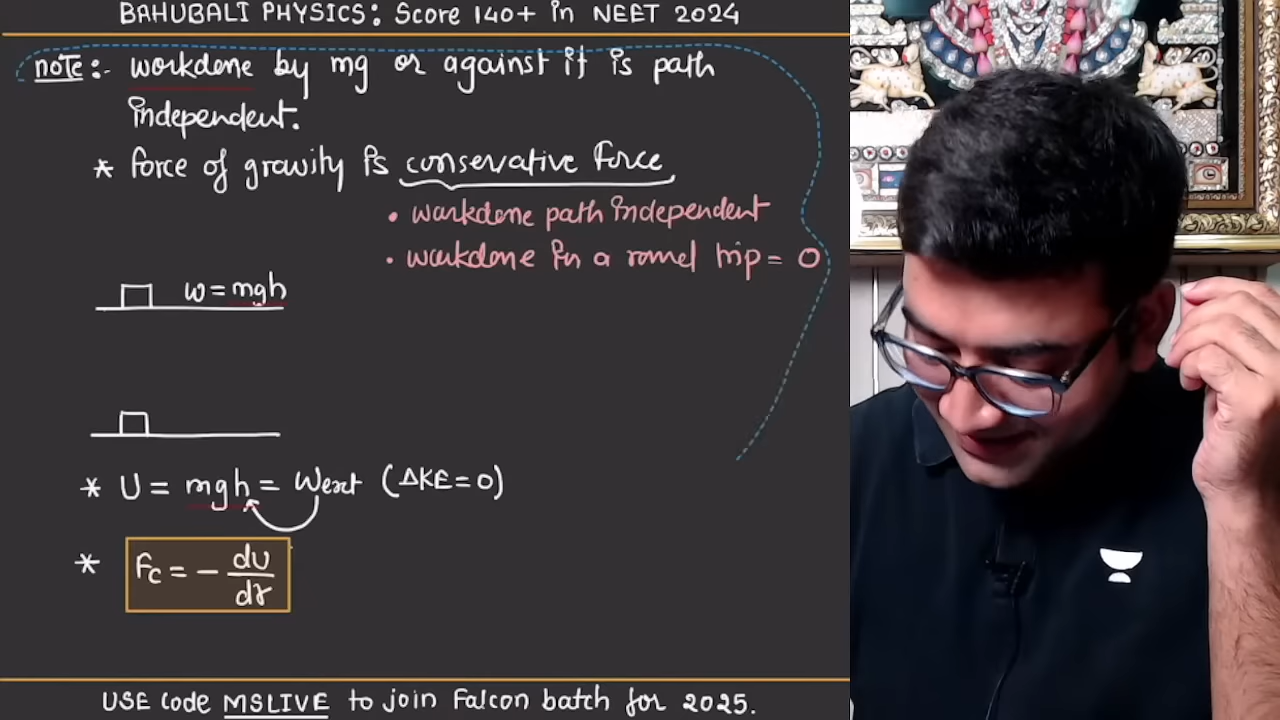 BAHUBALI PHYSICS: Score 140+ in NEET 2024
note:- workdone by mg or against it is path
independent.
* force of gravity is conservative force
• workdone path independent
• workdone in a round trip = 0
w = mgh
* U = mgh = Wext (ΔKE = 0)
* Fc = - dU/dr
USE Code MSLIVE to join Falcon batch for 2025.